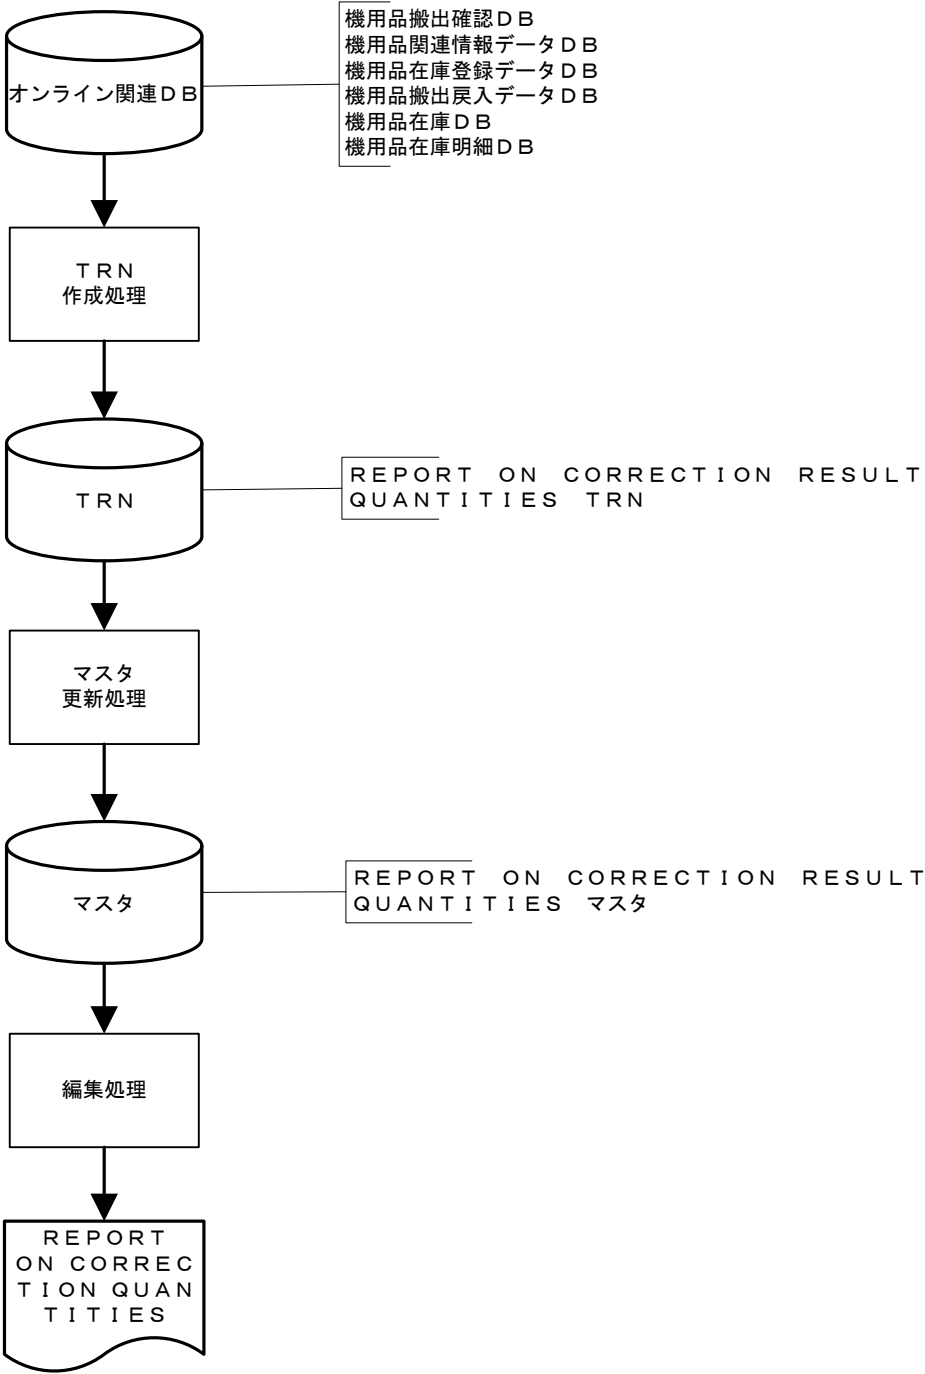 機用品搬出確認ＤＢ
機用品関連情報データＤＢ
機用品在庫登録データＤＢ
機用品搬出戻入データＤＢ
機用品在庫ＤＢ
機用品在庫明細ＤＢ
オンライン関連ＤＢ
ＴＲＮ
作成処理
ＴＲＮ
ＲＥＰＯＲＴ　ＯＮ　ＣＯＲＲＥＣＴＩＯＮ　ＲＥＳＵＬＴ
ＱＵＡＮＴＩＴＩＥＳ　ＴＲＮ
マスタ
更新処理
マスタ
ＲＥＰＯＲＴ　ＯＮ　ＣＯＲＲＥＣＴＩＯＮ　ＲＥＳＵＬＴ
ＱＵＡＮＴＩＴＩＥＳ　マスタ
編集処理
ＲＥＰＯＲＴ
ＯＮ ＣＯＲＲＥＣ
ＴＩＯＮ ＱＵＡＮ
ＴＩＴＩＥＳ